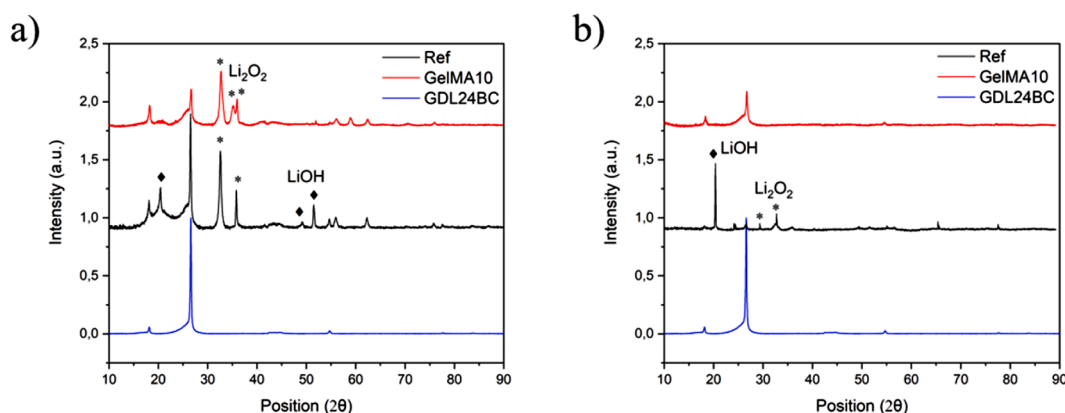 a)
2,5
2,0
1,5
1,0
0,5
0,0
Intensity (a.u.)
* Li₂O₂
* *
Ref
GelMA10
GDL24BC
◆
*
*
LiOH
◆ ◆
10 20 30 40 50 60 70 80 90
Position (2θ)
b)
2,5
2,0
1,5
1,0
0,5
0,0
Intensity (a.u.)
Ref
GelMA10
GDL24BC
◆ LiOH
Li₂O₂
* *
10 20 30 40 50 60 70 80 90
Position (2θ)